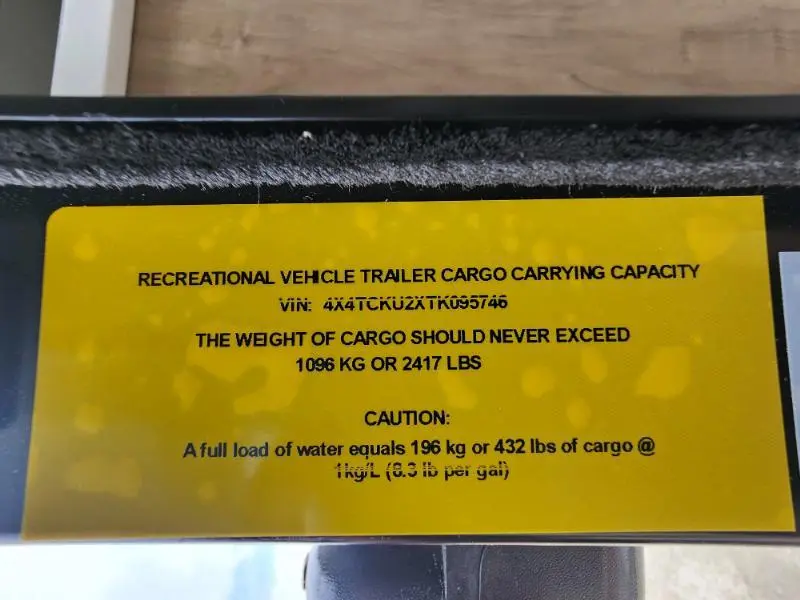 RECREATIONAL VEHICLE TRAILER CARGO CARRYING CAPACITY
VIN: 4X4TCKU2XTK095746
THE WEIGHT OF CARGO SHOULD NEVER EXCEED
1096 KG OR 2417 LBS
CAUTION:
A full load of water equals 196 kg or 432 lbs of cargo @
1kg/L (8.3 lb per gal)